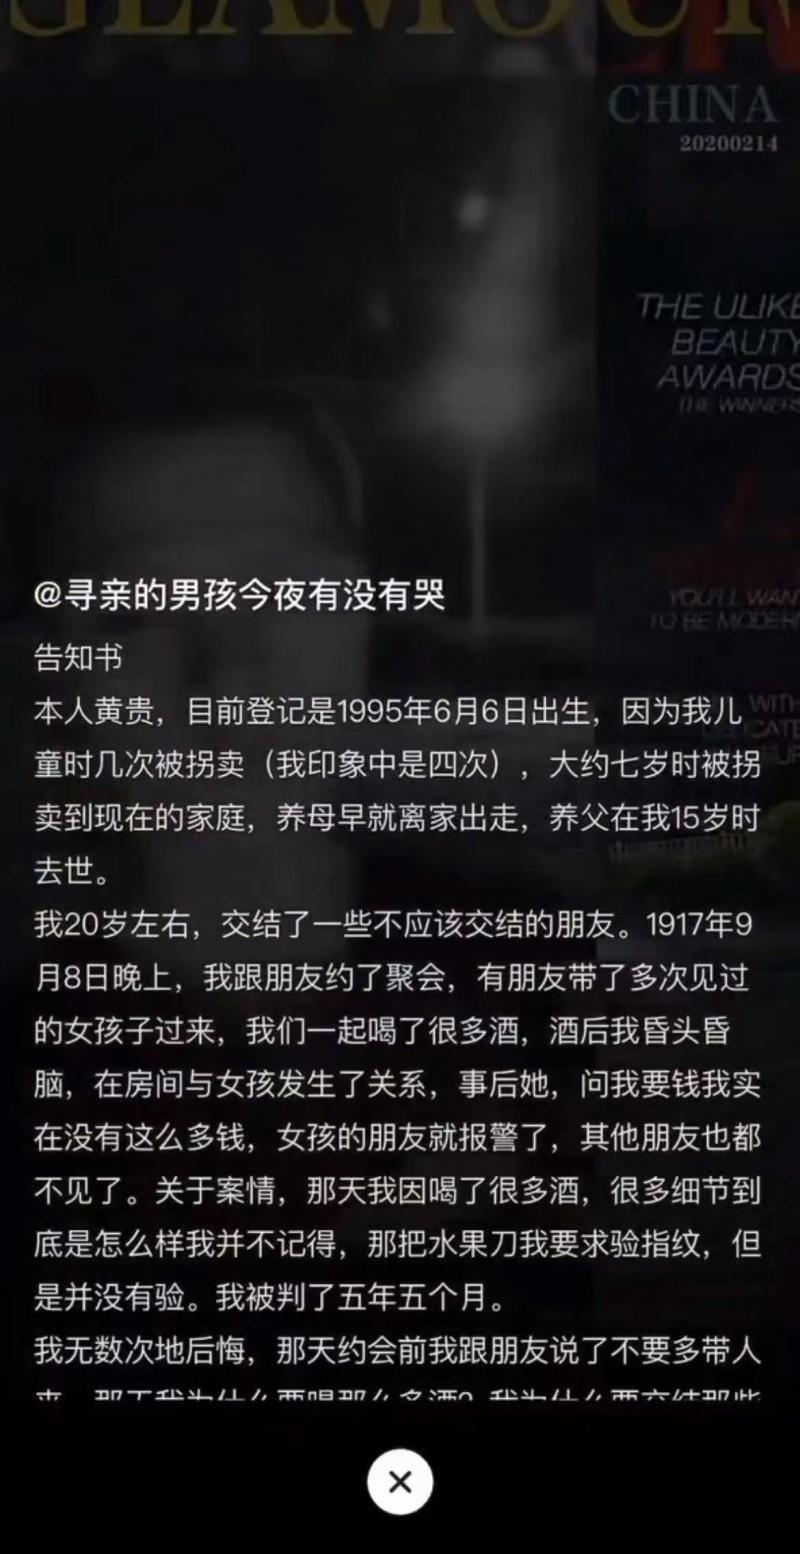 CHINA
20200214
THE ULIKE
BEAUTY
AWARDS
THE WINNERS
YOU'LL WAN
TO BE MODER
WITH
@寻亲的男孩今夜有没有哭
告知书
本人黄贵，目前登记是1995年6月6日出生，因为我儿
童时几次被拐卖（我印象中是四次），大约七岁时被拐
卖到现在的家庭，养母早就离家出走，养父在我15岁时
去世。
我20岁左右，交结了一些不应该交结的朋友。1917年9
月8日晚上，我跟朋友约了聚会，有朋友带了多次见过
的女孩子过来，我们一起喝了很多酒，酒后我昏头昏
脑，在房间与女孩发生了关系，事后她，问我要钱我实
在没有这么多钱，女孩的朋友就报警了，其他朋友也都
不见了。关于案情，那天我因喝了很多酒，很多细节到
底是怎么样我并不记得，那把水果刀我要求验指纹，但
是并没有验。我被判了五年五个月。
我无数次地后悔，那天约会前我跟朋友说了不要多带人